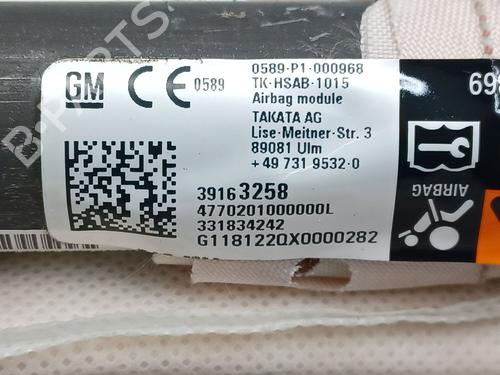 GM CE 0589
0589-P1-000968
TK-HSAB-1015
Airbag module
TAKATA AG
Lise-Meitner-Str. 3
89081 Ulm
+49 731 9532-0
39163258
4770201000000L
331834242
G118122QX0000282
AIRBAG
B-PARTS